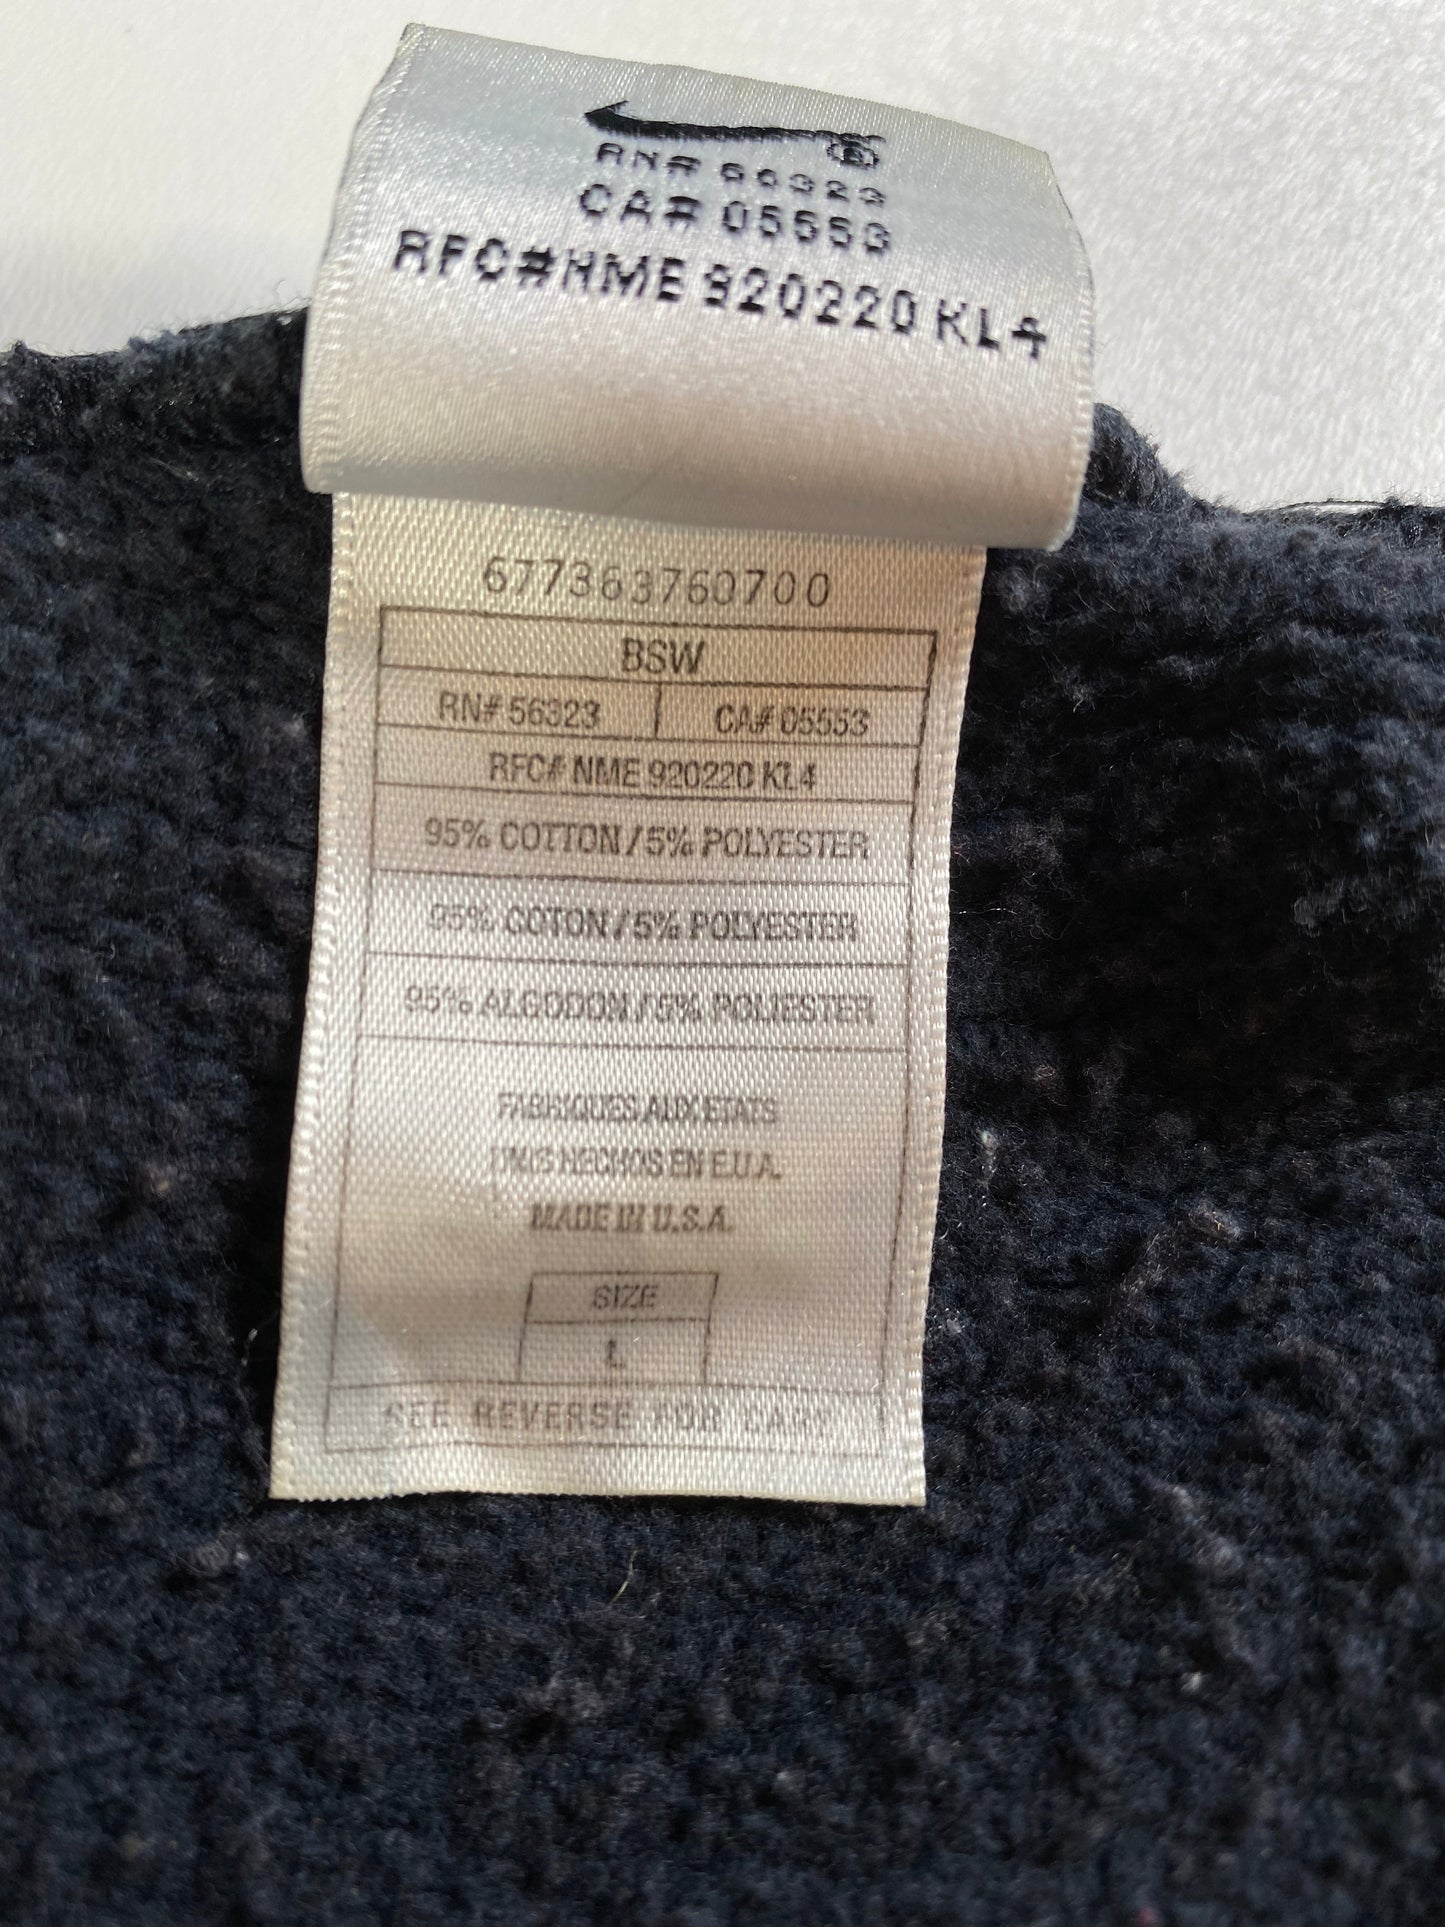 RN# 56323
CA# 05553
RFC#NME 920220 KL4
677363760700
BSW
RN# 56323 CA# 05553
RFC# NME 920220 KL4
95% COTTON / 5% POLYESTER
95% COTON / 5% POLYESTER
95% ALGODON / 5% POLIESTER
FABRIQUES AUX ETATS
UNIS HECHOS EN E.U.A.
MADE IN U.S.A.
SIZE
L
SEE REVERSE FOR CARE